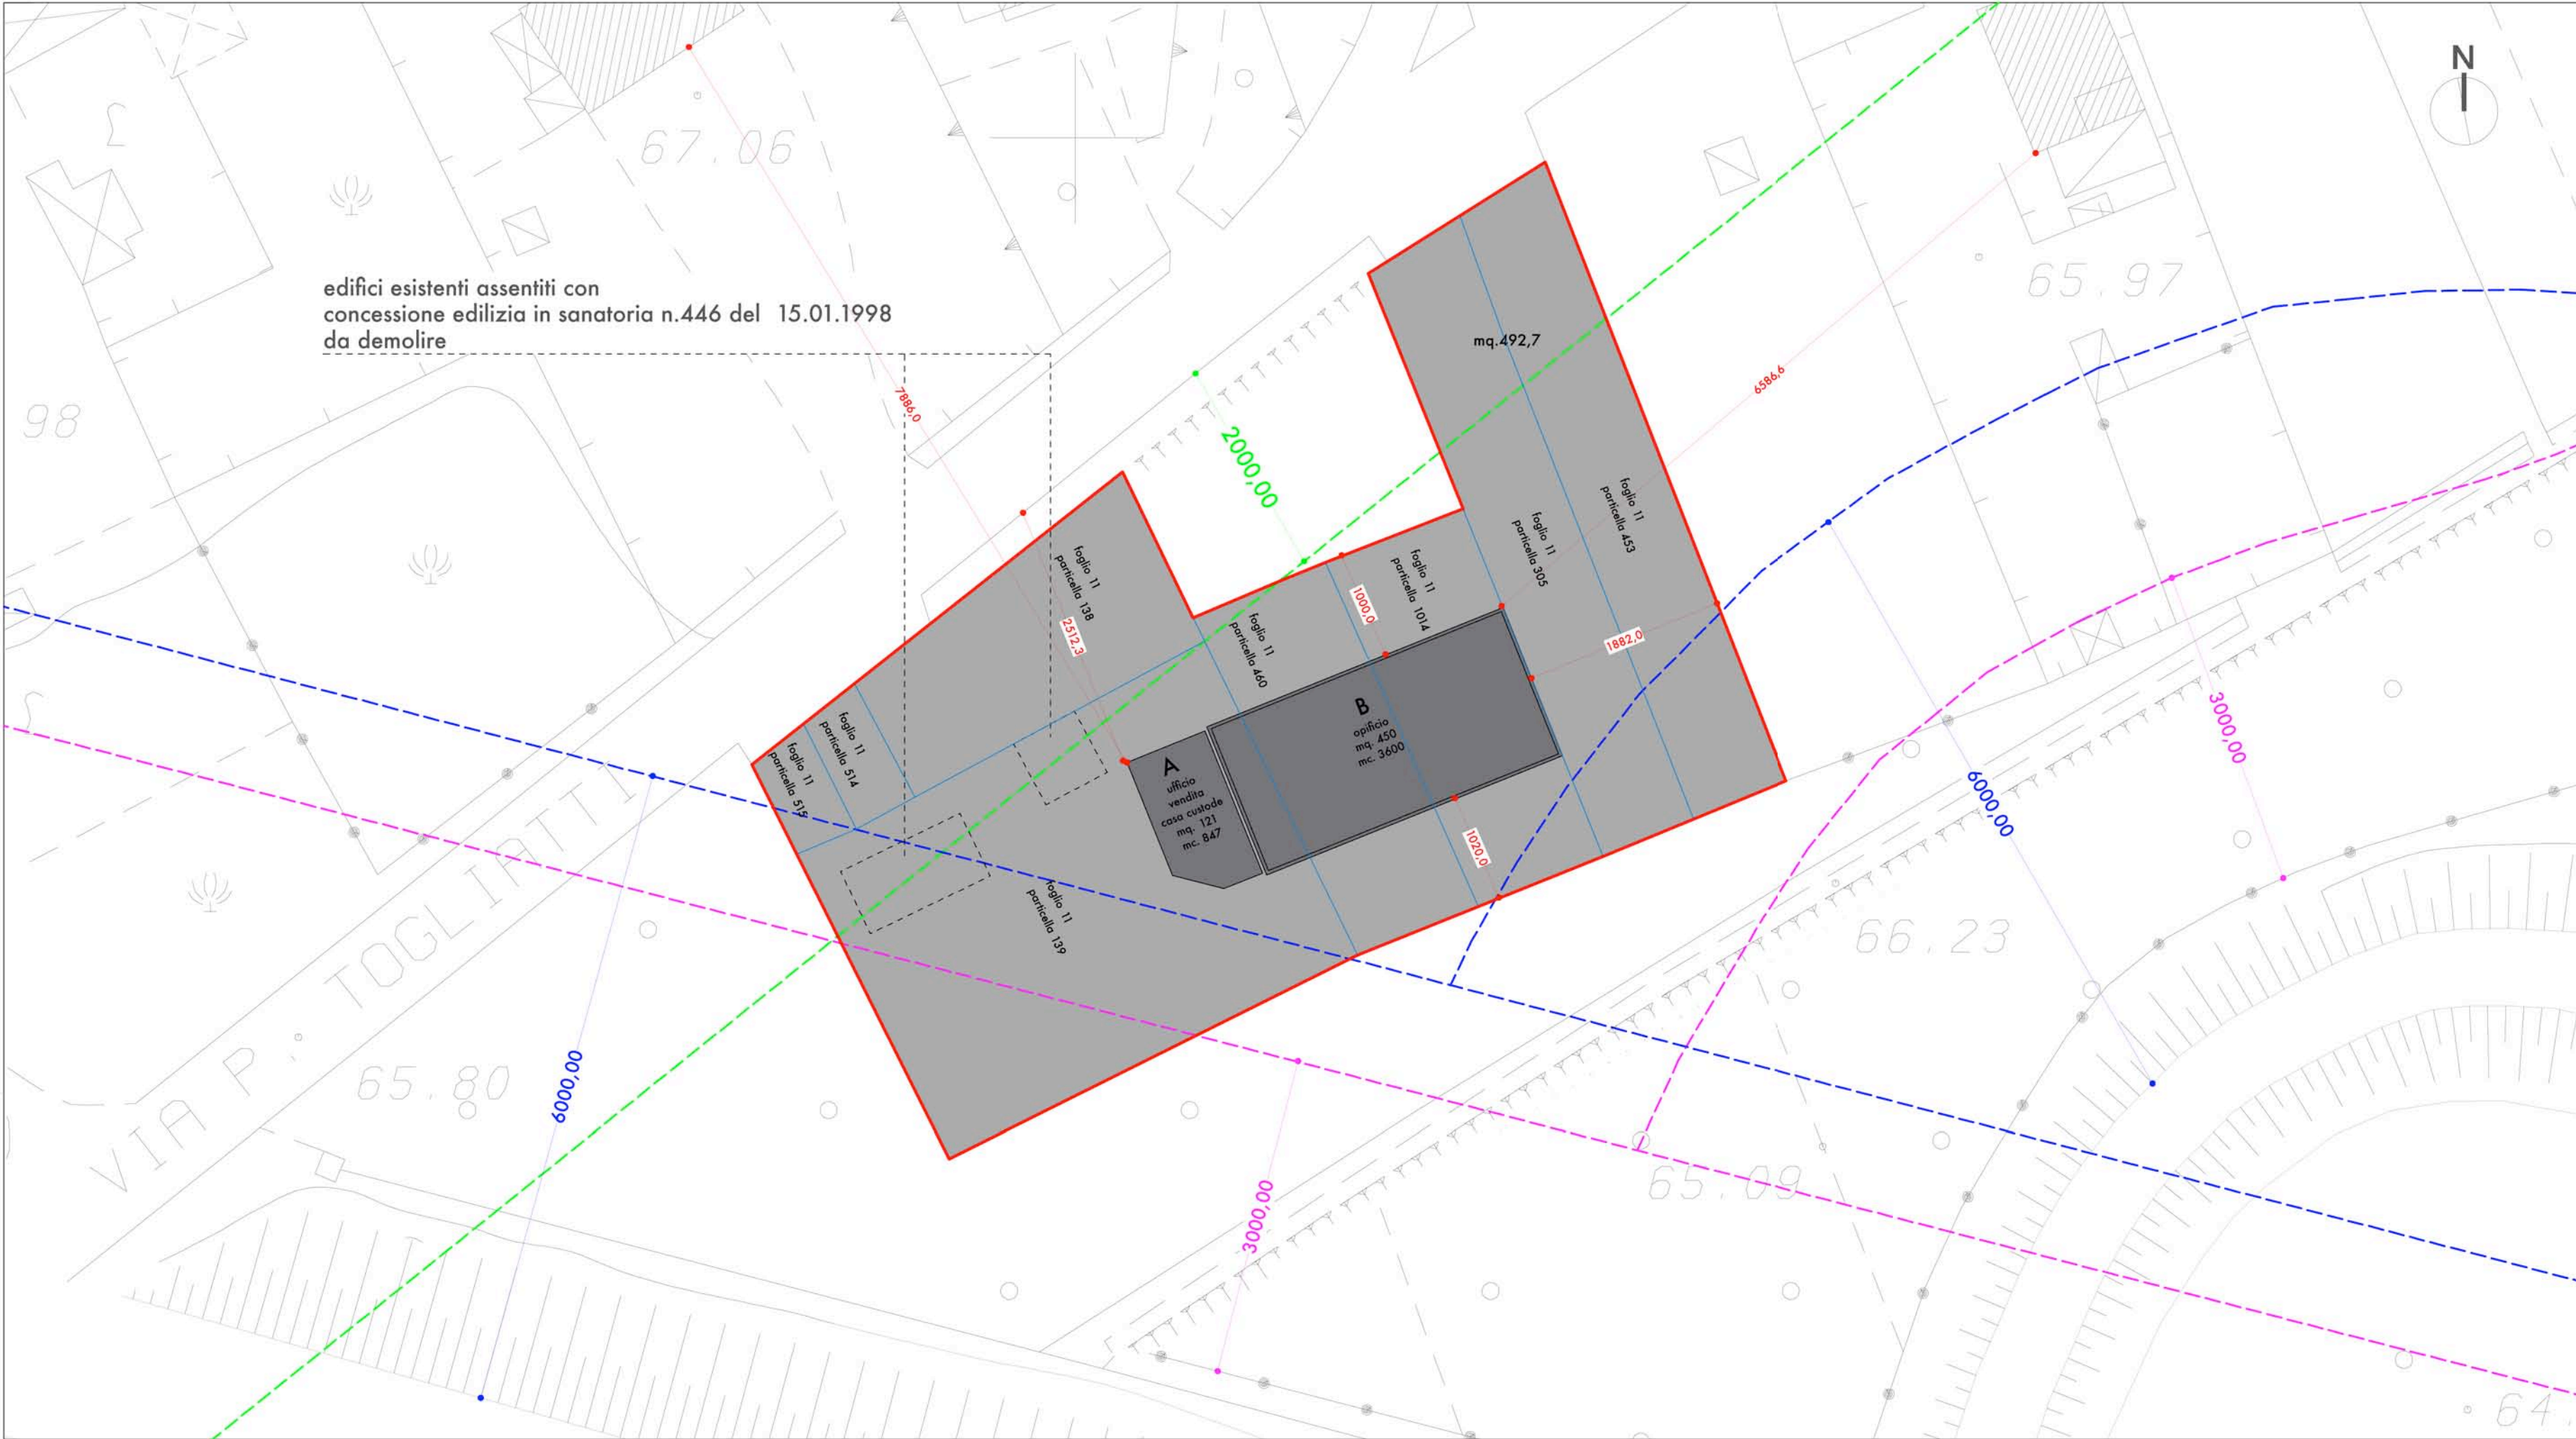 N
67.06
edifici esistenti assentiti con
concessione edilizia in sanatoria n.446 del 15.01.1998
da demolire
65.97
98
mq.492,7
7886,0
6586,6
2000,00
foglio 11
particella 453
foglio 11
particella 305
foglio 11
particella 1014
foglio 11
particella 138
foglio 11
particella 460
1000,0
2512,3
1882,0
foglio 11
particella 514
foglio 11
particella 515
B
opificio
mq. 450
mc. 3600
A
ufficio
vendita
casa custode
mq. 121
mc. 847
1020,0
foglio 11
particella 139
3000,00
6000,00
66.23
VIA P. TOGLIATTI
65.80
6000,00
65.09
3000,00
64.